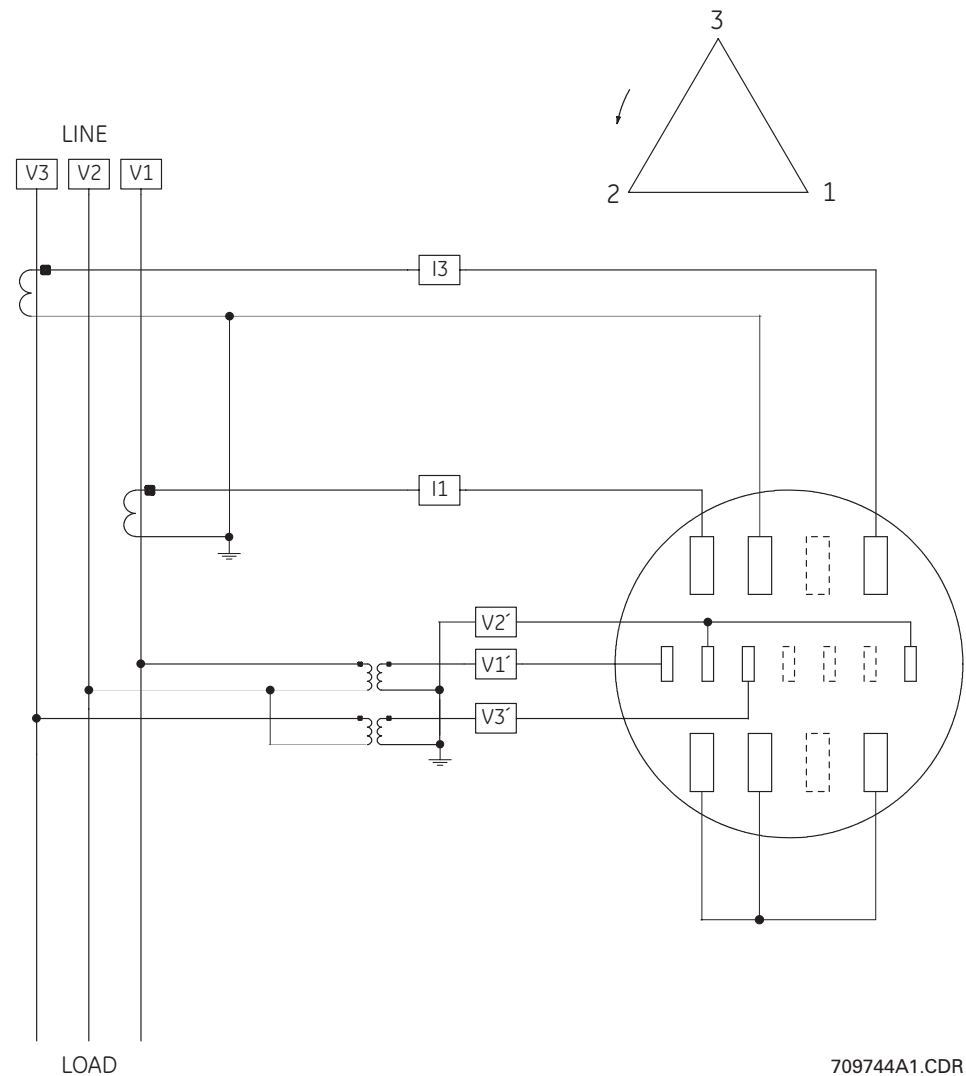 3
LINE
V3 V2 V1
2 1
I3
I1
V2´
V1´
V3´
LOAD
709744A1.CDR